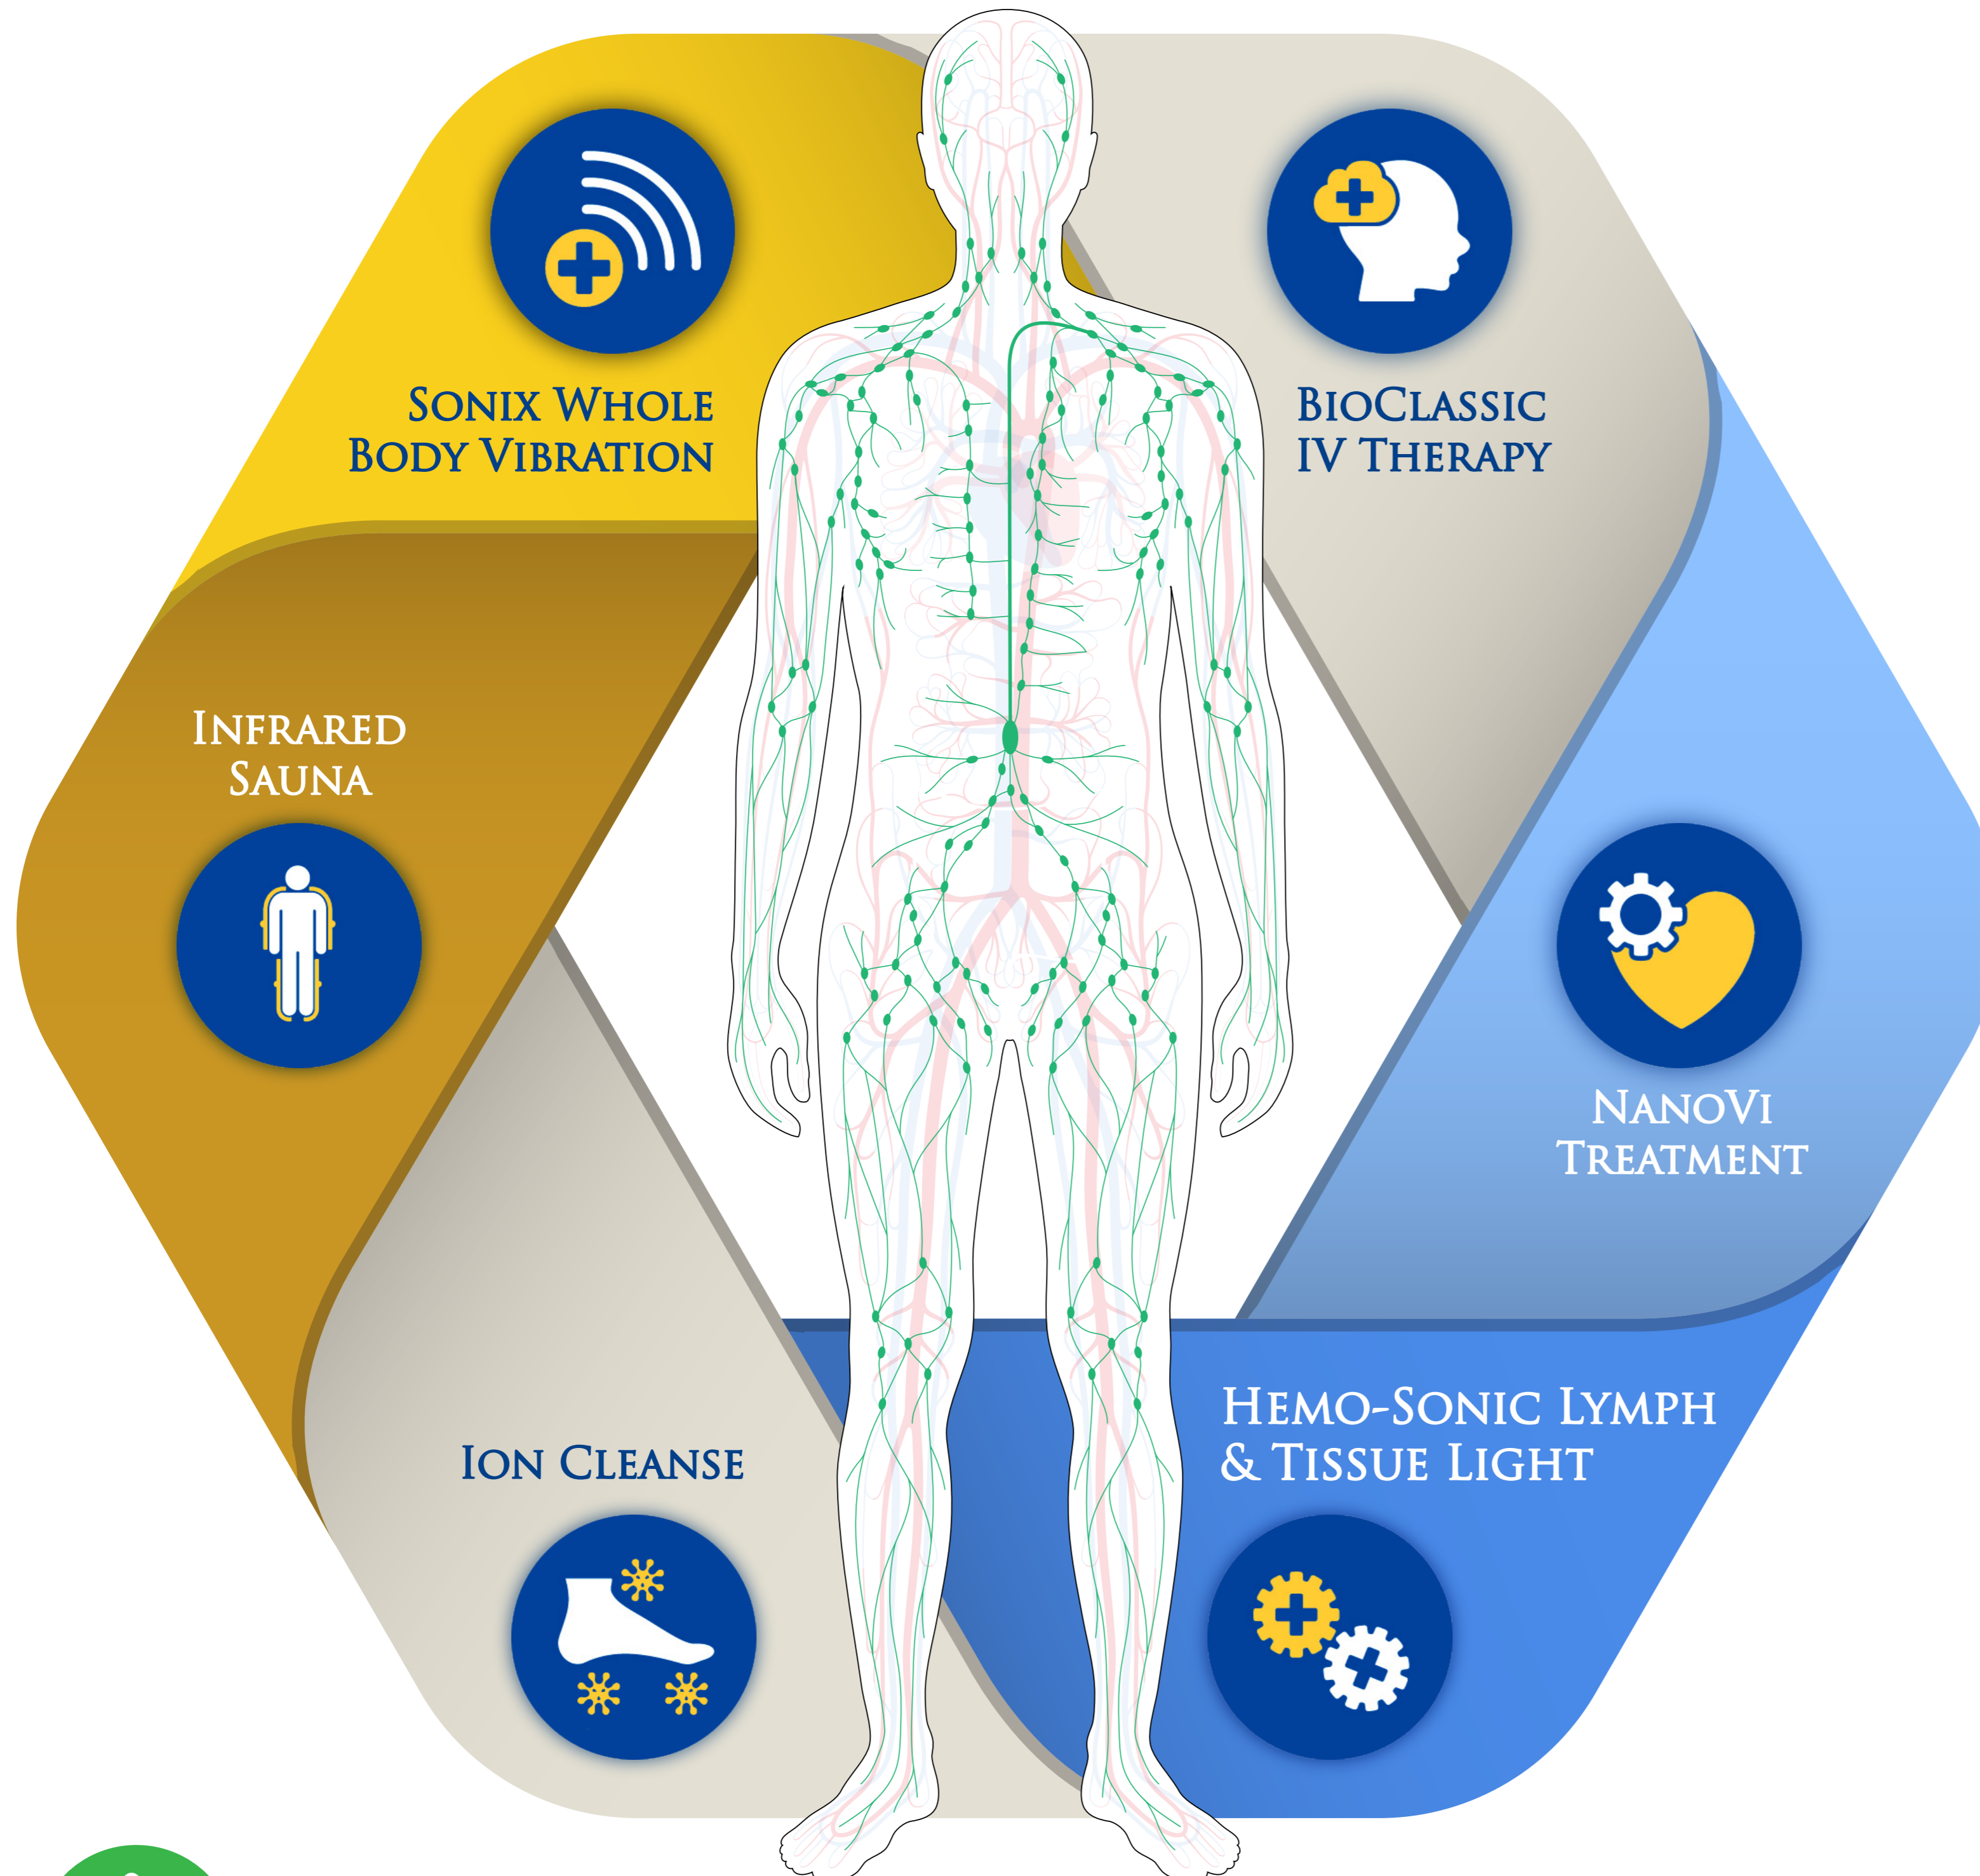 Sonix Whole
Body Vibration
BioClassic
IV Therapy
Infrared
Sauna
NanoVi
Treatment
Hemo-Sonic Lymph
& Tissue Light
Ion Cleanse